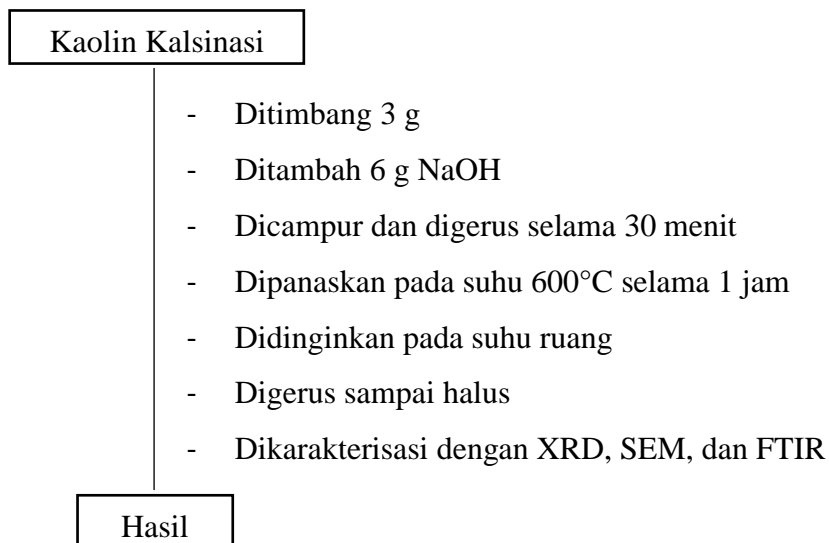 Kaolin Kalsinasi
- Ditimbang 3 g
- Ditambah 6 g NaOH
- Dicampur dan digerus selama 30 menit
- Dipanaskan pada suhu 600°C selama 1 jam
- Didinginkan pada suhu ruang
- Digerus sampai halus
- Dikarakterisasi dengan XRD, SEM, dan FTIR
Hasil